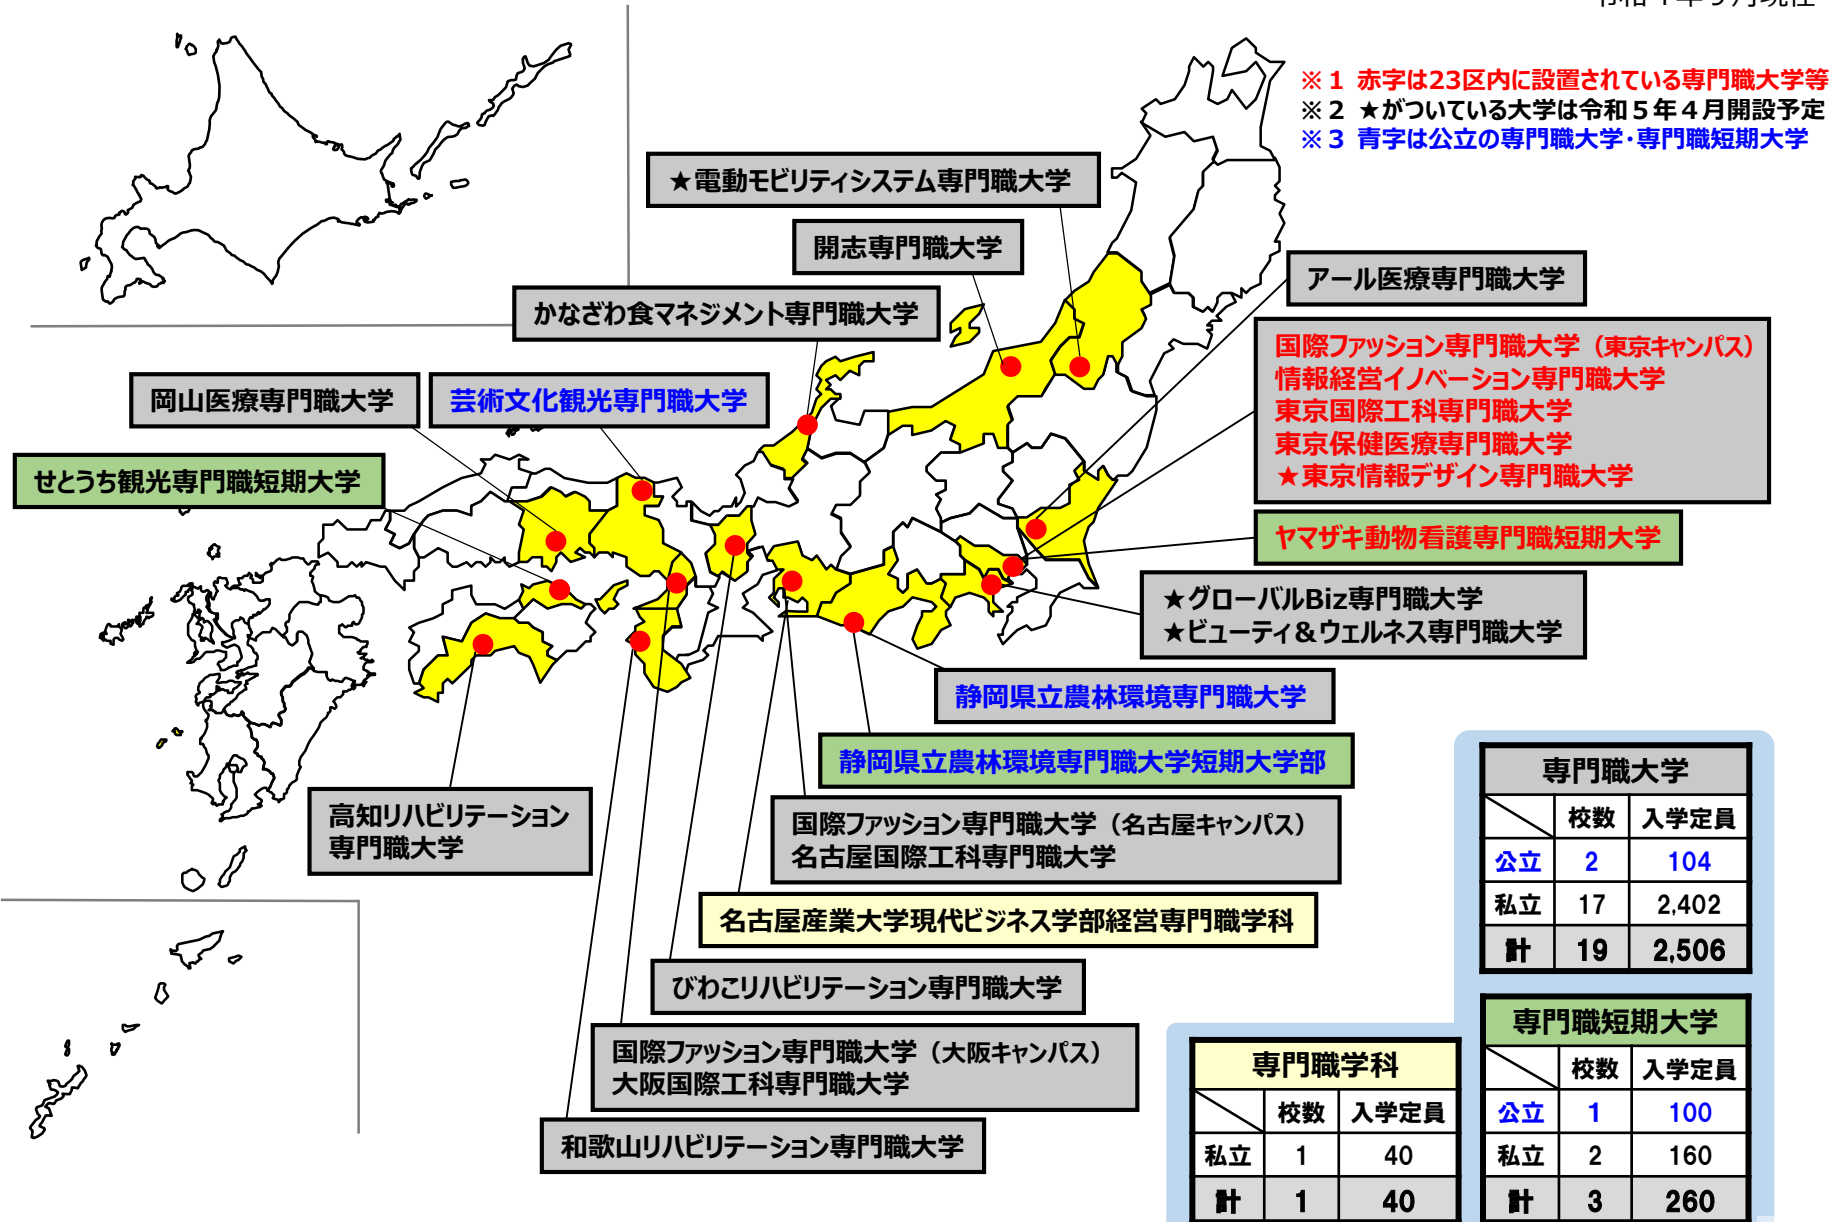 ※１ 赤字は23区内に設置されている専門職大学等
※２ ★がついている大学は令和５年４月開設予定
※３ 青字は公立の専門職大学・専門職短期大学
★電動モビリティシステム専門職大学
開志専門職大学
アール医療専門職大学
かなざわ食マネジメント専門職大学
国際ファッション専門職大学（東京キャンパス）
情報経営イノベーション専門職大学
東京国際工科専門職大学
東京保健医療専門職大学
★東京情報デザイン専門職大学
岡山医療専門職大学
芸術文化観光専門職大学
せとうち観光専門職短期大学
ヤマザキ動物看護専門職短期大学
★グローバルBiz専門職大学
★ビューティ＆ウェルネス専門職大学
静岡県立農林環境専門職大学
静岡県立農林環境専門職大学短期大学部
高知リハビリテーション
専門職大学
国際ファッション専門職大学（名古屋キャンパス）
名古屋国際工科専門職大学
名古屋産業大学現代ビジネス学部経営専門職学科
びわこリハビリテーション専門職大学
国際ファッション専門職大学（大阪キャンパス）
大阪国際工科専門職大学
和歌山リハビリテーション専門職大学
専門職大学
校数 入学定員
公立 2 104
私立 17 2,402
計 19 2,506
専門職短期大学
校数 入学定員
公立 1 100
私立 2 160
計 3 260
専門職学科
校数 入学定員
私立 1 40
計 1 40